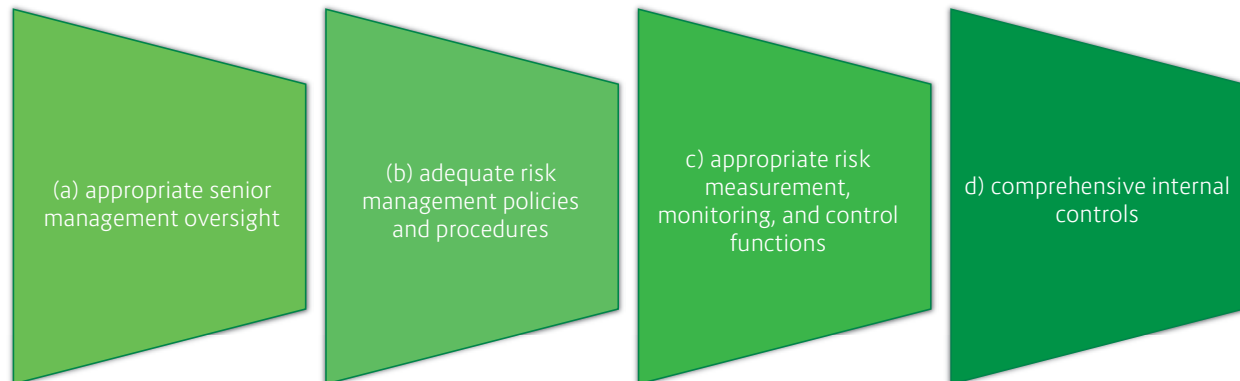 (a) appropriate senior
management oversight
(b) adequate risk
management policies
and procedures
c) appropriate risk
measurement,
monitoring, and control
functions
d) comprehensive internal
controls